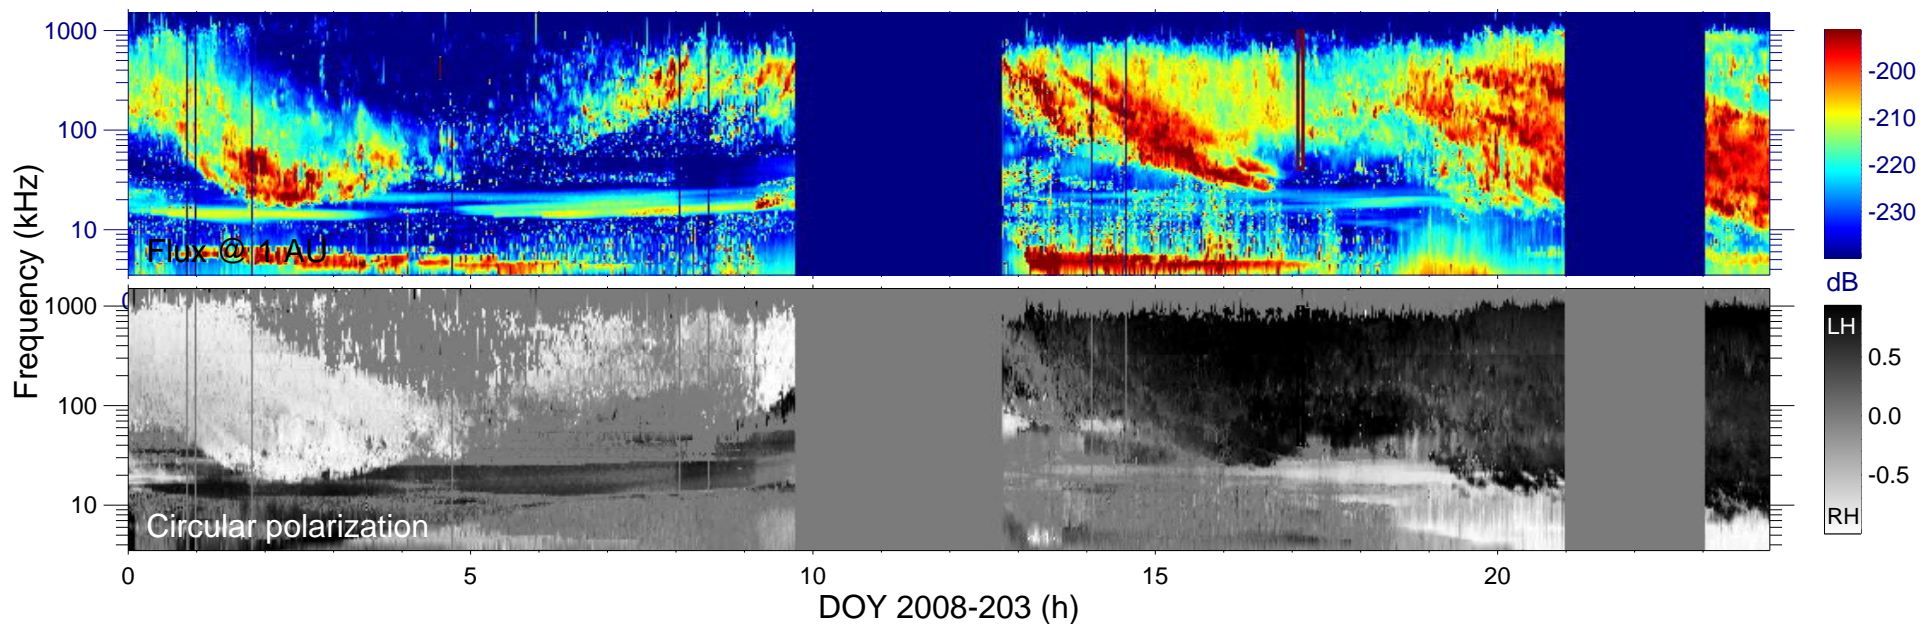 1000
100
10
Flux @ 1 AU
-200
-210
-220
-230
dB
0
Frequency (kHz)
1000
100
10
Circular polarization
LH
0.5
0.0
-0.5
RH
0
5
10
15
20
DOY 2008-203 (h)